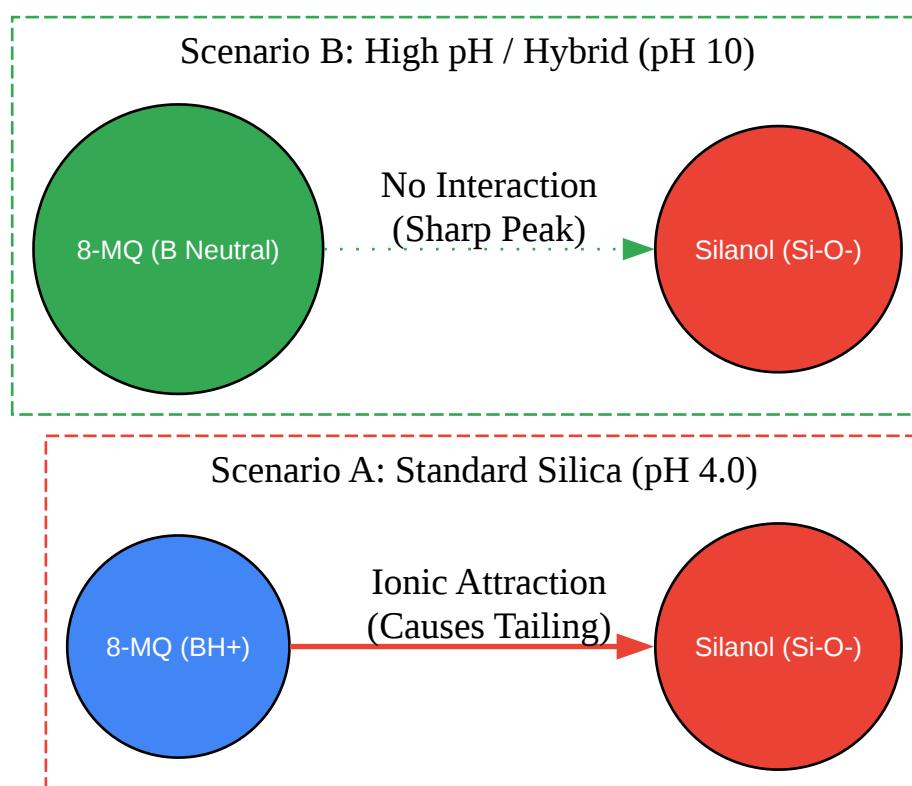 Scenario B: High pH / Hybrid (pH 10)
8-MQ (B Neutral)
No Interaction
(Sharp Peak)
Silanol (Si-O-)
Scenario A: Standard Silica (pH 4.0)
8-MQ (BH+)
Ionic Attraction
(Causes Tailing)
Silanol (Si-O-)